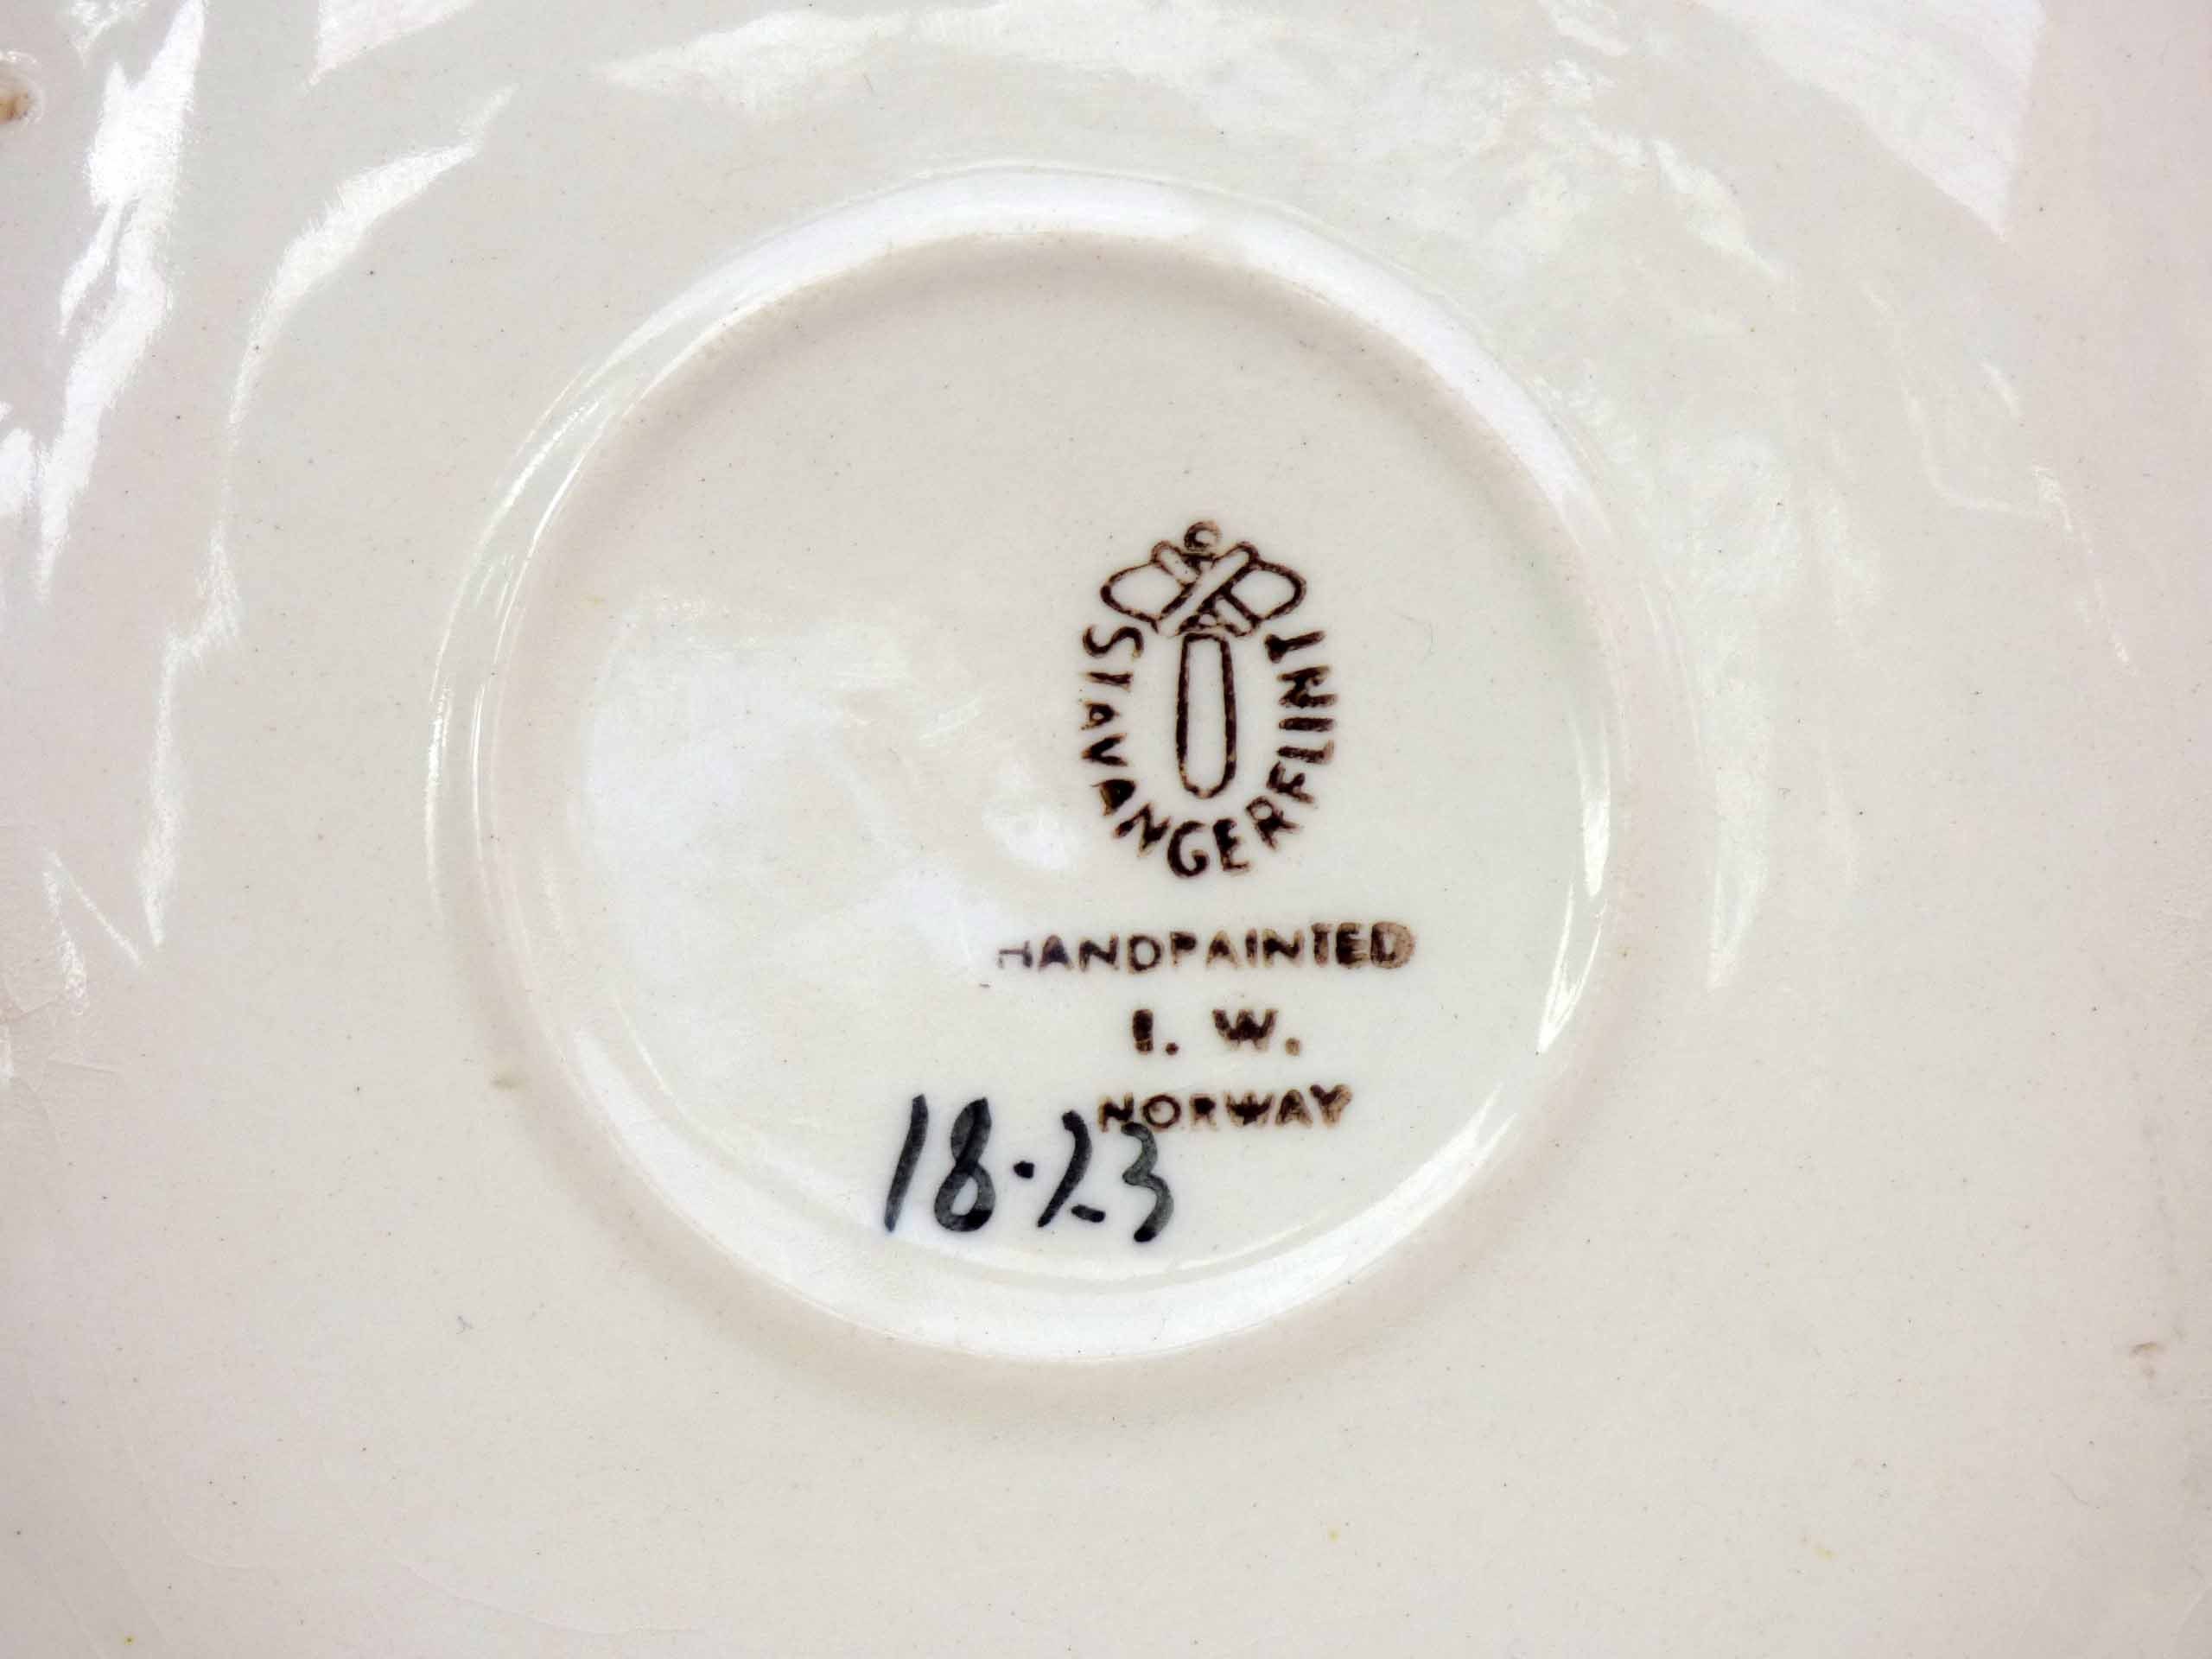 STAVANGERFLINT
HANDPAINTED
I. W.
NORWAY
18·23